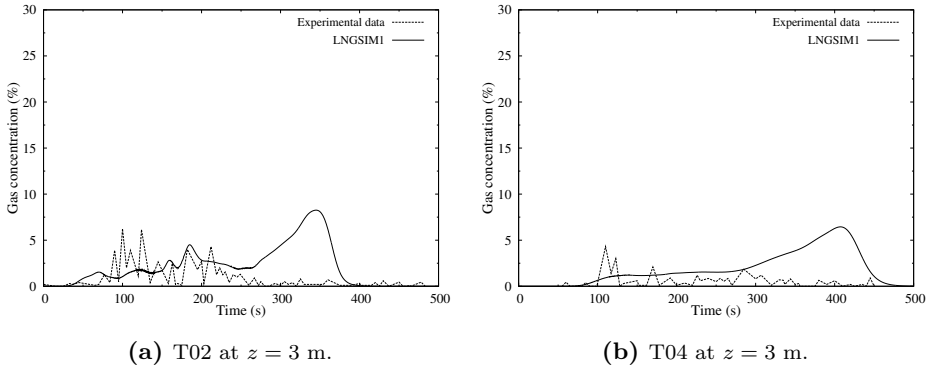 30
25
20
15
10
5
0
Gas concentration (%)
Experimental data
LNGSIM1
0 100 200 300 400 500
Time (s)
(a) T02 at z = 3 m.
30
25
20
15
10
5
0
Gas concentration (%)
Experimental data
LNGSIM1
0 100 200 300 400 500
Time (s)
(b) T04 at z = 3 m.